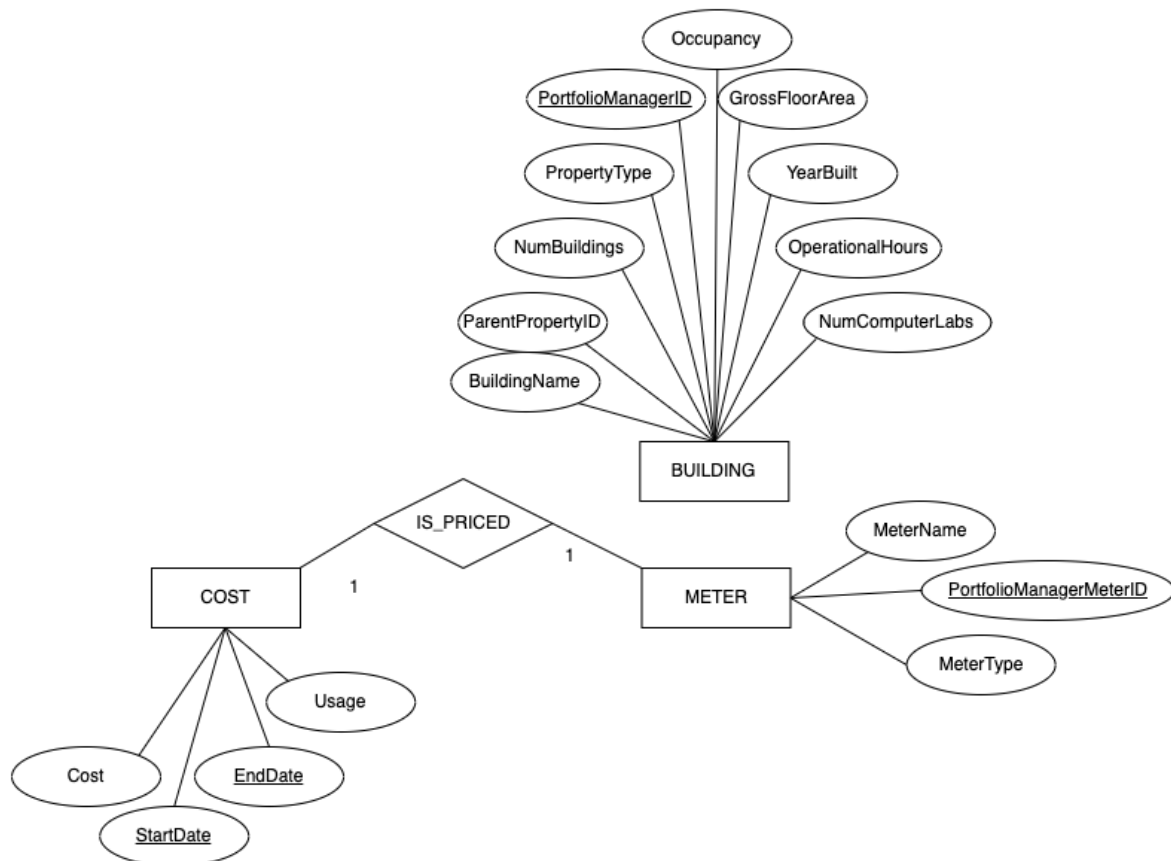 Occupancy
PortfolioManagerID
GrossFloorArea
PropertyType
YearBuilt
NumBuildings
OperationalHours
ParentPropertyID
NumComputerLabs
BuildingName
BUILDING
IS_PRICED
MeterName
1
1
COST
METER
PortfolioManagerMeterID
MeterType
Usage
Cost
EndDate
StartDate